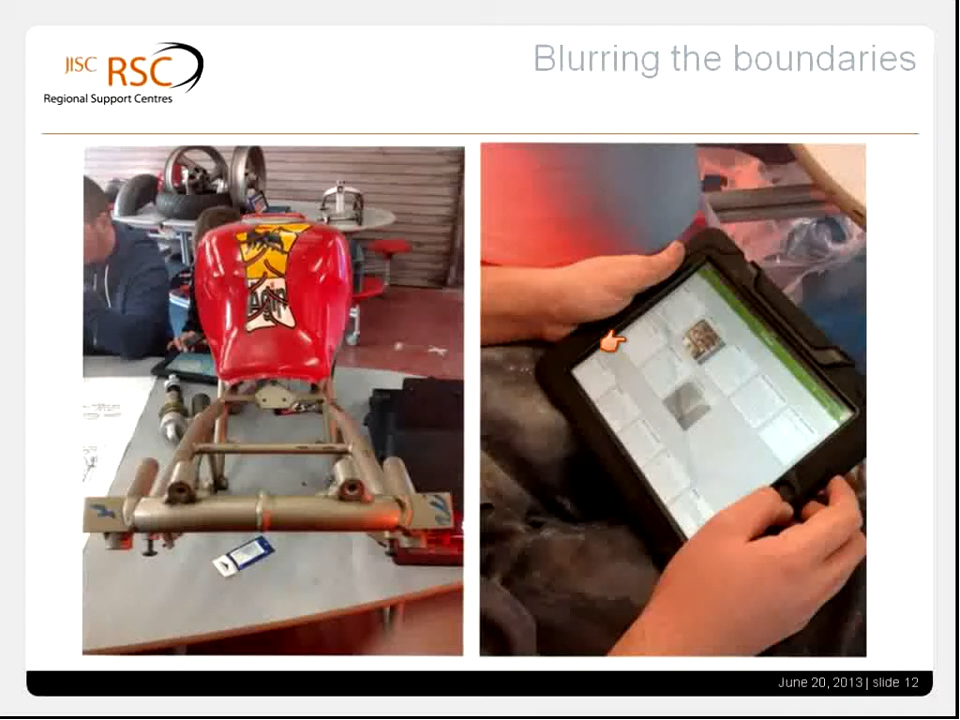 JISC RSC
Regional Support Centres
Blurring the boundaries
June 20, 2013 | slide 12